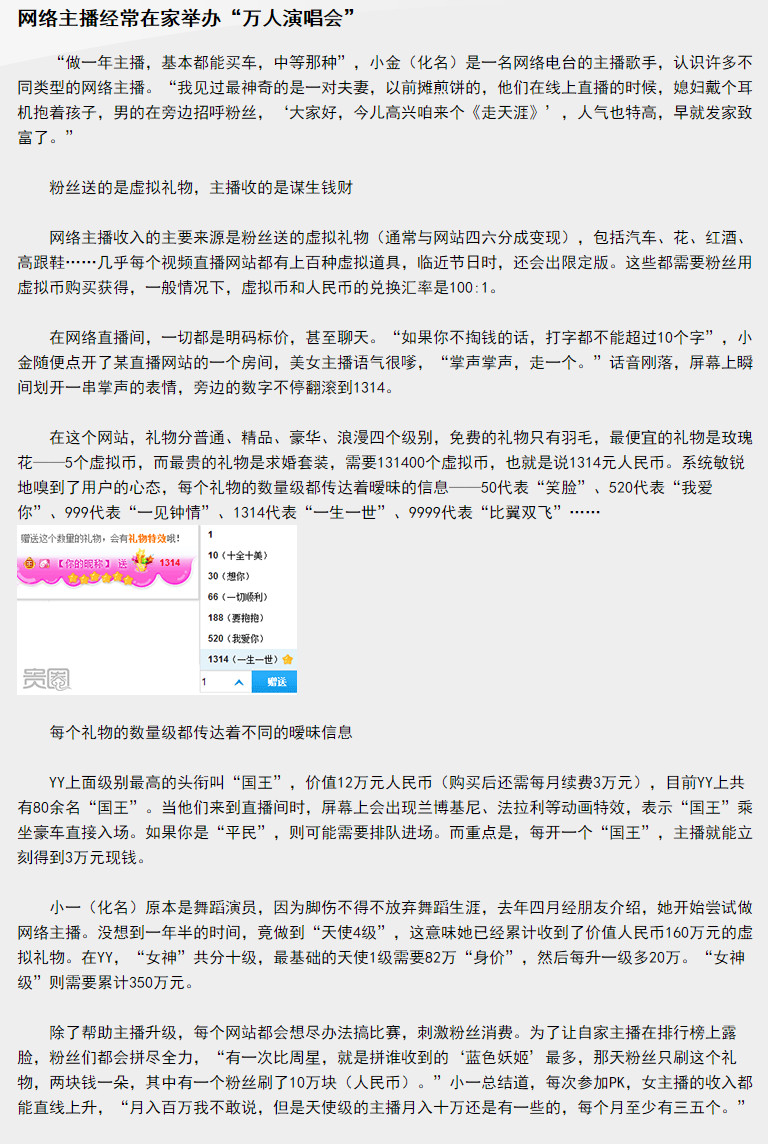 网络主播经常在家举办“万人演唱会”
“做一年主播，基本都能买车，中等那种”，小金（化名）是一名网络电台的主播歌手，认识许多不
同类型的网络主播。“我见过最神奇的是一对夫妻，以前摊煎饼的，他们在线上直播的时候，媳妇戴个耳
机抱着孩子，男的在旁边招呼粉丝，‘大家好，今儿高兴咱来个《走天涯》’，人气也特高，早就发家致
富了。”
粉丝送的是虚拟礼物，主播收的是谋生钱财
网络主播收入的主要来源是粉丝送的虚拟礼物（通常与网站四六分成变现），包括汽车、花、红酒、
高跟鞋……几乎每个视频直播网站都有上百种虚拟道具，临近节日时，还会出限定版。这些都需要粉丝用
虚拟币购买获得，一般情况下，虚拟币和人民币的兑换汇率是100:1。
在网络直播间，一切都是明码标价，甚至聊天。“如果你不掏钱的话，打字都不能超过10个字”，小
金随便点开了某直播网站的一个房间，美女主播语气很嗲，“掌声掌声，走一个。”话音刚落，屏幕上瞬
间划开一串掌声的表情，旁边的数字不停翻滚到1314。
在这个网站，礼物分普通、精品、豪华、浪漫四个级别，免费的礼物只有羽毛，最便宜的礼物是玫瑰
花——5个虚拟币，而最贵的礼物是求婚套装，需要131400个虚拟币，也就是说1314元人民币。系统敏锐
地嗅到了用户的心态，每个礼物的数量级都传达着暧昧的信息——50代表“笑脸”、520代表“我爱
你”、999代表“一见钟情”、1314代表“一生一世”、9999代表“比翼双飞”……
赠送这个数量的礼物，会有礼物特效哦！
【你的昵称】 送 1314
1
10（十全十美）
30（想你）
66（一切顺利）
188（要抱抱）
520（我爱你）
1314（一生一世）
1 赠送
贵圈
每个礼物的数量级都传达着不同的暧昧信息
YY上面级别最高的头衔叫“国王”，价值12万元人民币（购买后还需每月续费3万元），目前YY上共
有80余名“国王”。当他们来到直播间时，屏幕上会出现兰博基尼、法拉利等动画特效，表示“国王”乘
坐豪车直接入场。如果你是“平民”，则可能需要排队进场。而重点是，每开一个“国王”，主播就能立
刻得到3万元现钱。
小一（化名）原本是舞蹈演员，因为脚伤不得不放弃舞蹈生涯，去年四月经朋友介绍，她开始尝试做
网络主播。没想到一年半的时间，竟做到“天使4级”，这意味她已经累计收到了价值人民币160万元的虚
拟礼物。在YY，“女神”共分十级，最基础的天使1级需要82万“身价”，然后每升一级多20万。“女神
级”则需要累计350万元。
除了帮助主播升级，每个网站都会想尽办法搞比赛，刺激粉丝消费。为了让自家主播在排行榜上露
脸，粉丝们都会拼尽全力，“有一次比周星，就是拼谁收到的‘蓝色妖姬’最多，那天粉丝只刷这个礼
物，两块钱一朵，其中有一个粉丝刷了10万块（人民币）。”小一总结道，每次参加PK，女主播的收入都
能直线上升，“月入百万我不敢说，但是天使级的主播月入十万还是有一些的，每个月至少有三五个。”